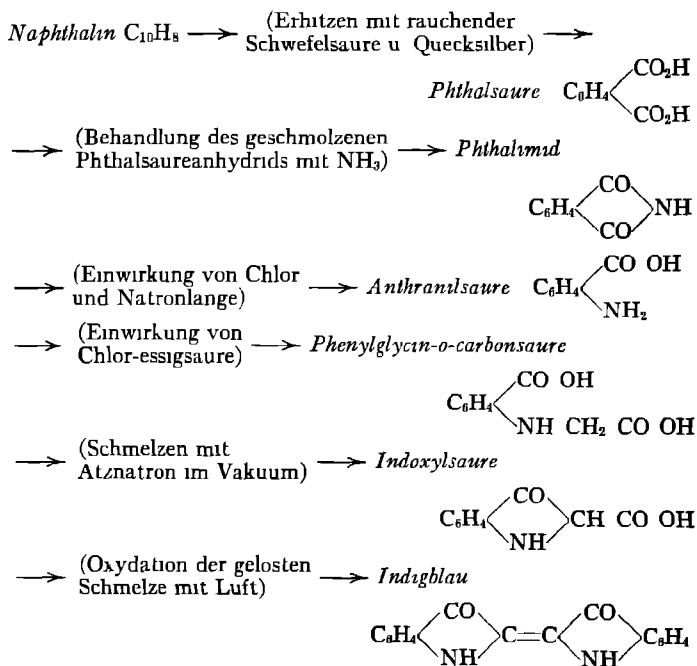 Naphthalin C10H8 → (Erhitzen mit rauchender
Schwefelsaure u Quecksilber) →
Phthalsaure C6H4 CO2H
CO2H
→ (Behandlung des geschmolzenen
Phthalsaureanhydrids mit NH3) → Phthalimid
CO
C6H4 NH
CO
→ (Einwirkung von Chlor
und Natronlange) → Anthranilsaure C6H4 CO OH
NH2
→ (Einwirkung von
Chlor-essigsaure) → Phenylglycin-o-carbonsaure
CO OH
C6H4
NH CH2 CO OH
→ (Schmelzen mit
Atznatron im Vakuum) → Indoxylsaure
CO
C6H4 CH CO OH
NH
→ (Oxydation der gelosten
Schmelze mit Luft) → Indigblau
CO CO
C6H4 C=C C6H4
NH NH